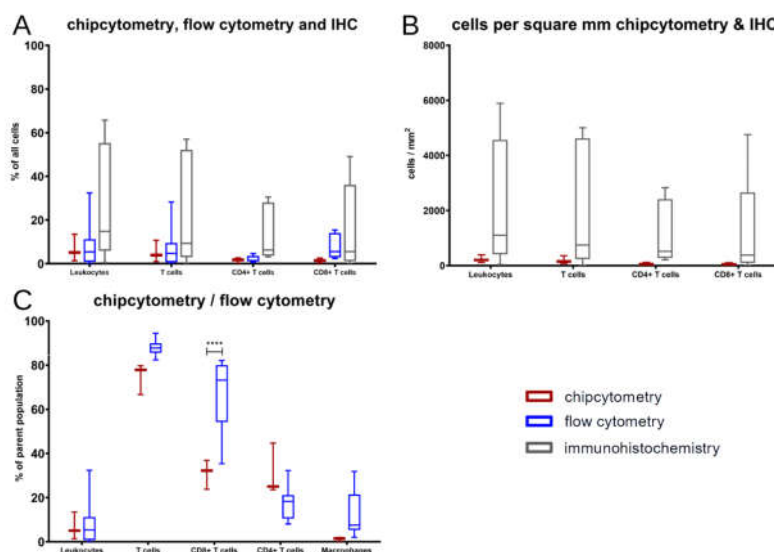 A
chipcytometry, flow cytometry and IHC
100
80
60
40
20
0
% of all cells
Leukocytes
T cells
CD4+ T cells
CD8+ T cells
B
cells per square mm chipcytometry & IHC
8000
6000
4000
2000
0
cells / mm²
Leukocytes
T cells
CD4+ T cells
CD8+ T cells
C
chipcytometry / flow cytometry
100
80
60
40
20
0
% of parent population
****
Leukocytes
T cells
CD8+ T cells
CD4+ T cells
Macrophages
chipcytometry
flow cytometry
immunohistochemistry